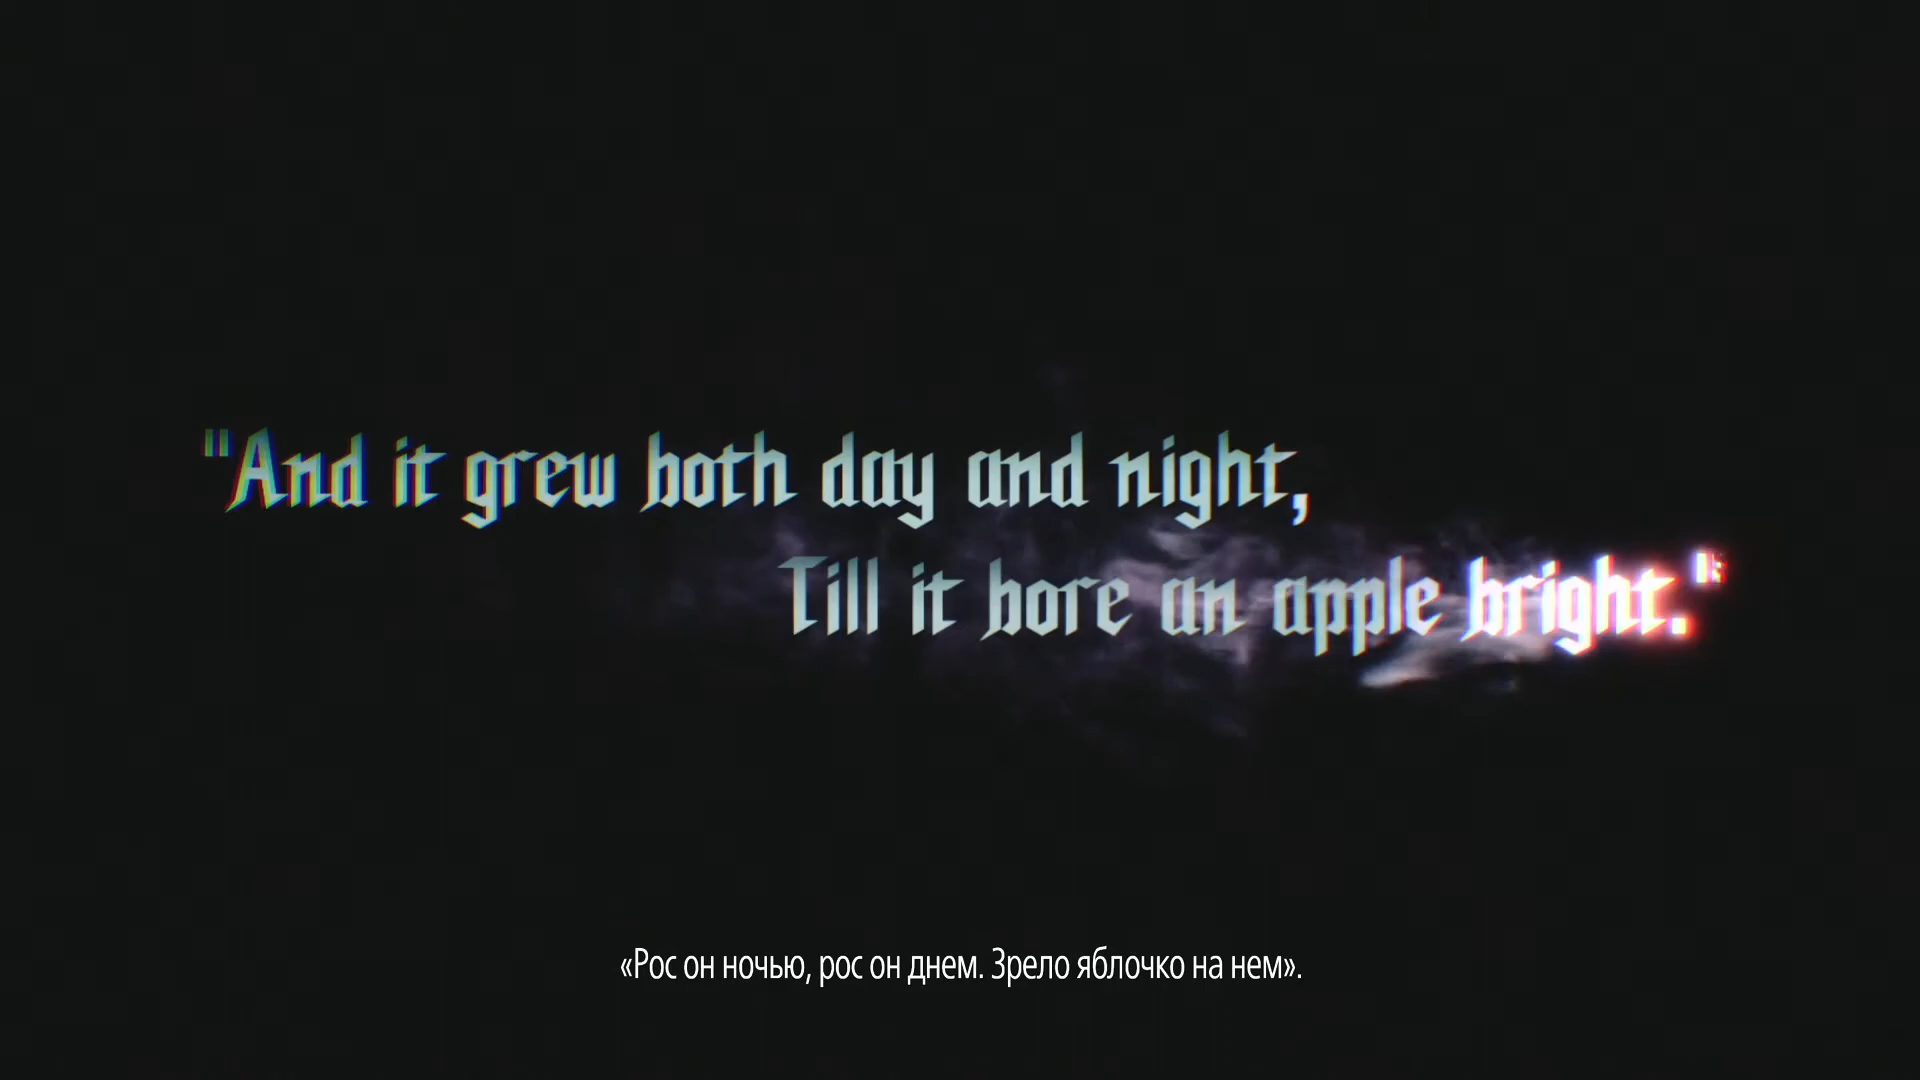 "And it grew both day and night,
Till it bore an apple bright."
«Рос он ночью, рос он днем. Зрело яблочко на нем».